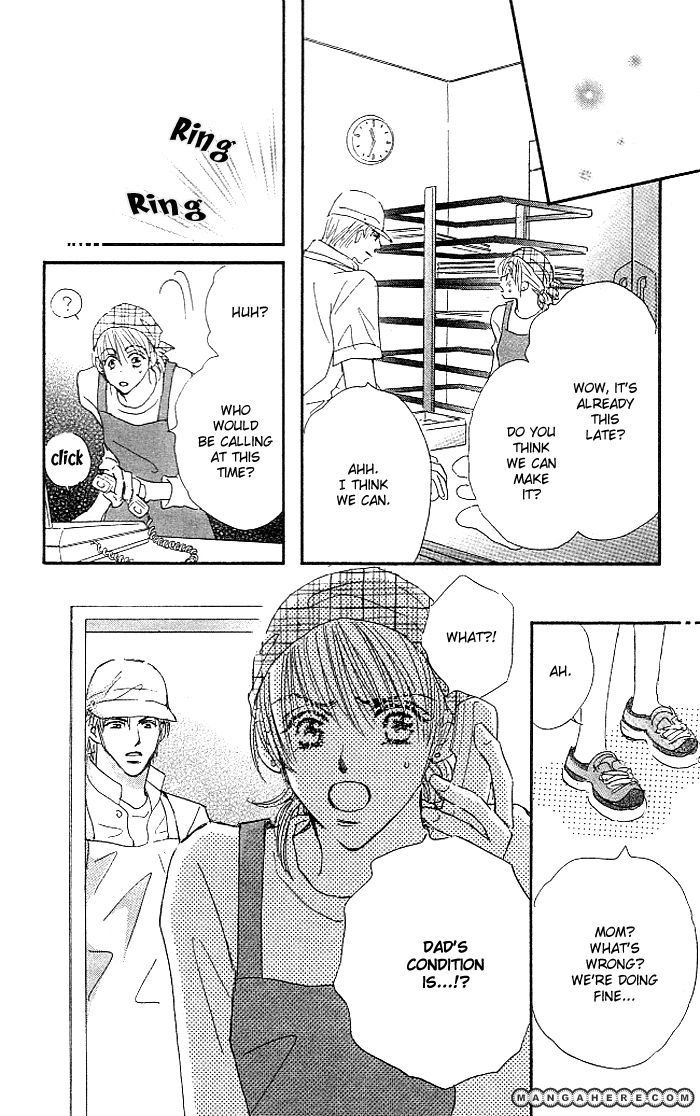 WOW, IT'S
ALREADY
THIS
LATE?
DO YOU
THINK
WE CAN
MAKE
IT?
AHH.
I THINK
WE CAN.
Ring
Ring
?
HUH?
WHO
WOULD
BE CALLING
AT THIS
TIME?
click
AH.
MOM?
WHAT'S
WRONG?
WE'RE DOING
FINE...
WHAT?!
DAD'S
CONDITION
IS...!?
MANGAHERE.COM